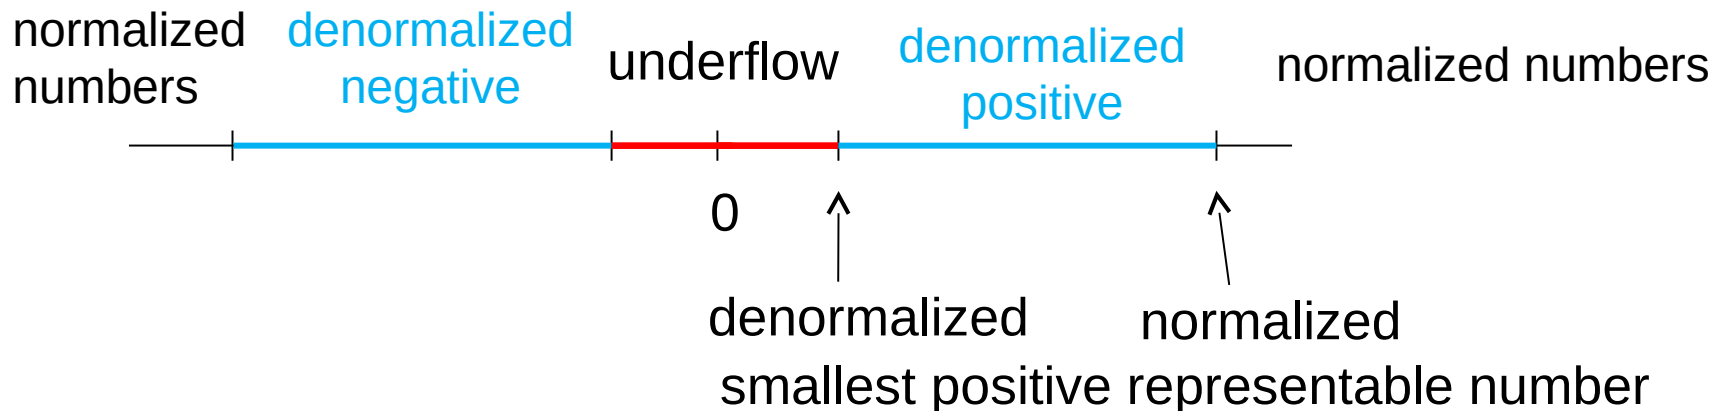 normalized
numbers
denormalized
negative
underflow
denormalized
positive
normalized numbers
0
denormalized
normalized
smallest positive representable number